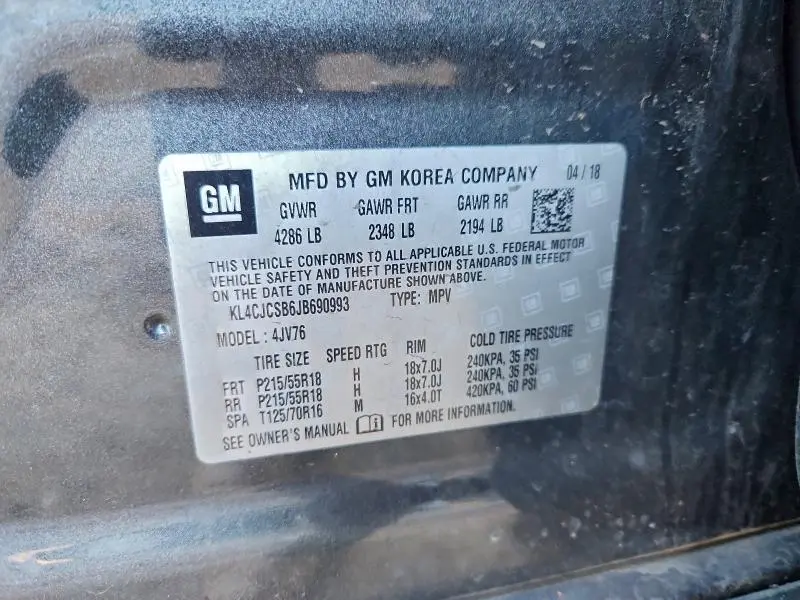 GM
MFD BY GM KOREA COMPANY 04 / 18
GVWR GAWR FRT GAWR RR
4286 LB 2348 LB 2194 LB
THIS VEHICLE CONFORMS TO ALL APPLICABLE U.S. FEDERAL MOTOR
VEHICLE SAFETY AND THEFT PREVENTION STANDARDS IN EFFECT
ON THE DATE OF MANUFACTURE SHOWN ABOVE.
KL4CJCSB6JB690993 TYPE: MPV
MODEL : 4JV76
TIRE SIZE SPEED RTG RIM COLD TIRE PRESSURE
FRT P215/55R18 H 18x7.0J 240KPA, 35 PSI
RR P215/55R18 H 18x7.0J 240KPA, 35 PSI
SPA T125/70R16 M 16x4.0T 420KPA, 60 PSI
SEE OWNER'S MANUAL FOR MORE INFORMATION.